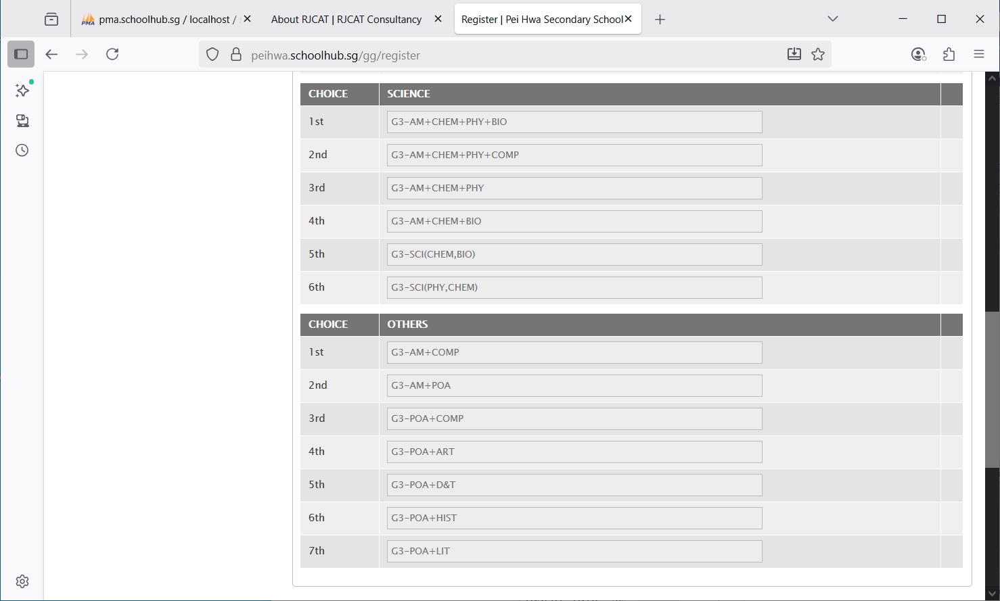 pma.schoolhub.sg / localhost /
About RJCAT | RJCAT Consultancy
Register | Pei Hwa Secondary School
peihwa.schoolhub.sg/gg/register
CHOICE SCIENCE
1st G3-AM+CHEM+PHY+BIO
2nd G3-AM+CHEM+PHY+COMP
3rd G3-AM+CHEM+PHY
4th G3-AM+CHEM+BIO
5th G3-SCI(CHEM,BIO)
6th G3-SCI(PHY,CHEM)
CHOICE OTHERS
1st G3-AM+COMP
2nd G3-AM+POA
3rd G3-POA+COMP
4th G3-POA+ART
5th G3-POA+D&T
6th G3-POA+HIST
7th G3-POA+LIT